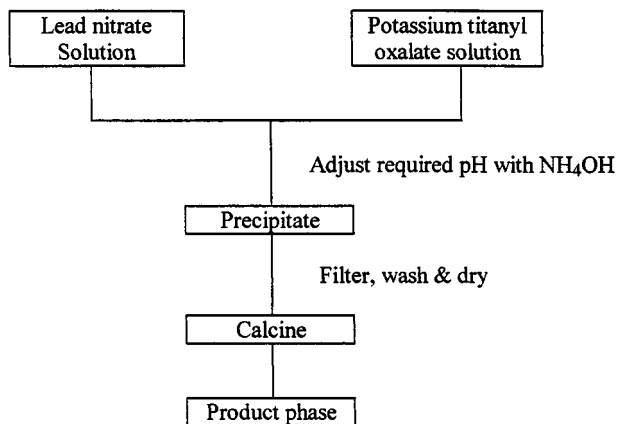 Lead nitrate
Solution
Potassium titanyl
oxalate solution
Adjust required pH with NH₄OH
Precipitate
Filter, wash & dry
Calcine
Product phase